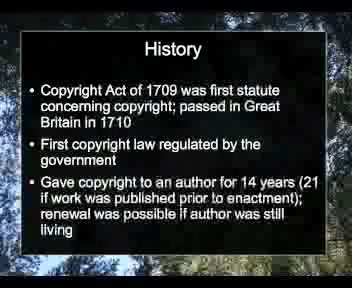 History
• Copyright Act of 1709 was first statute
concerning copyright; passed in Great
Britain in 1710
• First copyright law regulated by the
government
• Gave copyright to an author for 14 years (21
if work was published prior to enactment);
renewal was possible if author was still
living